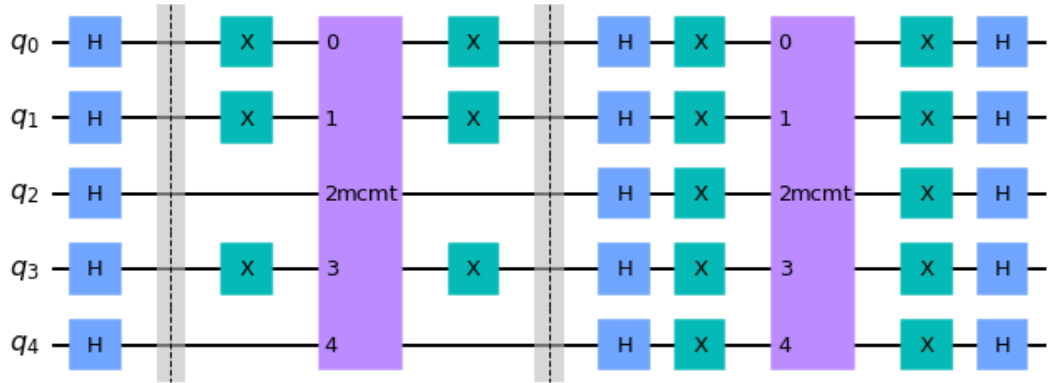 q0 H X 0 X H X 0 X H
q1 H X 1 X H X 1 X H
q2 H 2mcmt H X 2mcmt X H
q3 H X 3 X H X 3 X H
q4 H 4 H X 4 X H